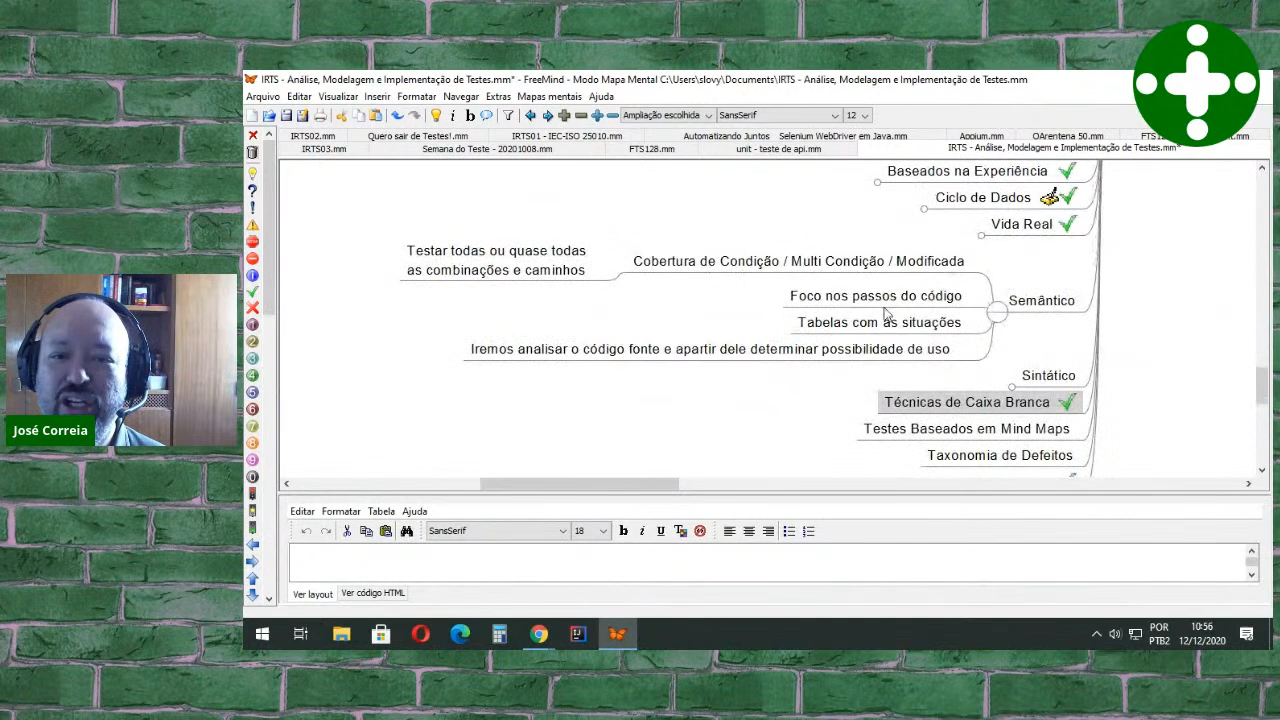 IRTS - Análise, Modelagem e Implementação de Testes.mm* - FreeMind - Modo Mapa Mental C:\Users\slovy\Documents\IRTS - Análise, Modelagem e Implementação de Testes.mm)
Arquivo Editar Visualizar Inserir Formatar Navegar Extras Mapas mentais Ajuda
Ampliação escolhida SansSerif 12
IRTS02.mm Quero sair de Testes!.mm IRTS01 - IEC-ISO 25010.mm Automatizando Juntos Selenium WebDriver em Java.mm Appium.mm QArentena 50.mm
IRTS03.mm Semana do Teste - 20201008.mm FTS128.mm unit - teste de api.mm IRTS - Análise, Modelagem e Implementação de Testes.mm*
Baseados na Experiência
Ciclo de Dados
Vida Real
Testar todas ou quase todas
as combinações e caminhos
Cobertura de Condição / Multi Condição / Modificada
Foco nos passos do código
Semântico
Tabelas com as situações
Iremos analisar o código fonte e apartir dele determinar possibilidade de uso
Sintático
Técnicas de Caixa Branca
Testes Baseados em Mind Maps
Taxonomia de Defeitos
José Correia
Editar Formatar Tabela Ajuda
SansSerif 18
Ver layout Ver código HTML
POR 10:56
PTB2 12/12/2020